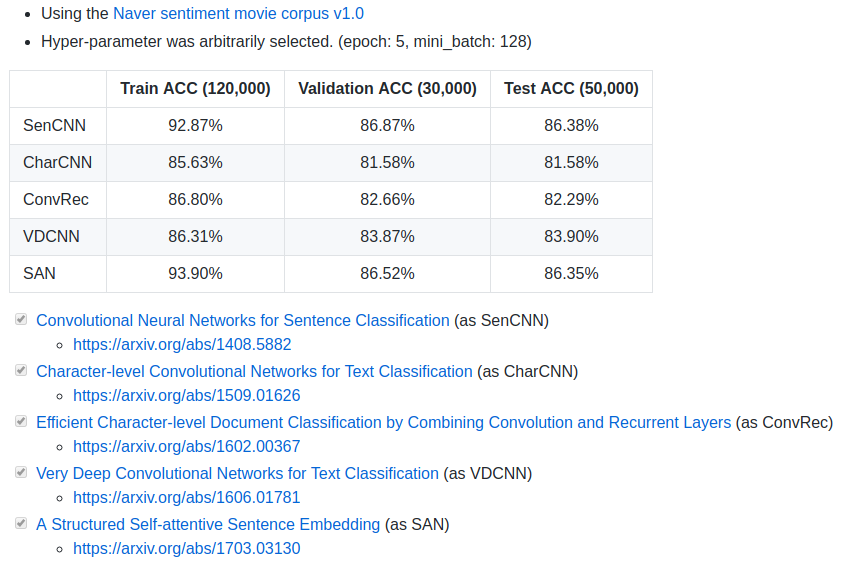 Using the Naver sentiment movie corpus v1.0
Hyper-parameter was arbitrarily selected. (epoch: 5, mini_batch: 128)
Train ACC (120,000) Validation ACC (30,000) Test ACC (50,000)
SenCNN 92.87% 86.87% 86.38%
CharCNN 85.63% 81.58% 81.58%
ConvRec 86.80% 82.66% 82.29%
VDCNN 86.31% 83.87% 83.90%
SAN 93.90% 86.52% 86.35%
Convolutional Neural Networks for Sentence Classification (as SenCNN)
https://arxiv.org/abs/1408.5882
Character-level Convolutional Networks for Text Classification (as CharCNN)
https://arxiv.org/abs/1509.01626
Efficient Character-level Document Classification by Combining Convolution and Recurrent Layers (as ConvRec)
https://arxiv.org/abs/1602.00367
Very Deep Convolutional Networks for Text Classification (as VDCNN)
https://arxiv.org/abs/1606.01781
A Structured Self-attentive Sentence Embedding (as SAN)
https://arxiv.org/abs/1703.03130